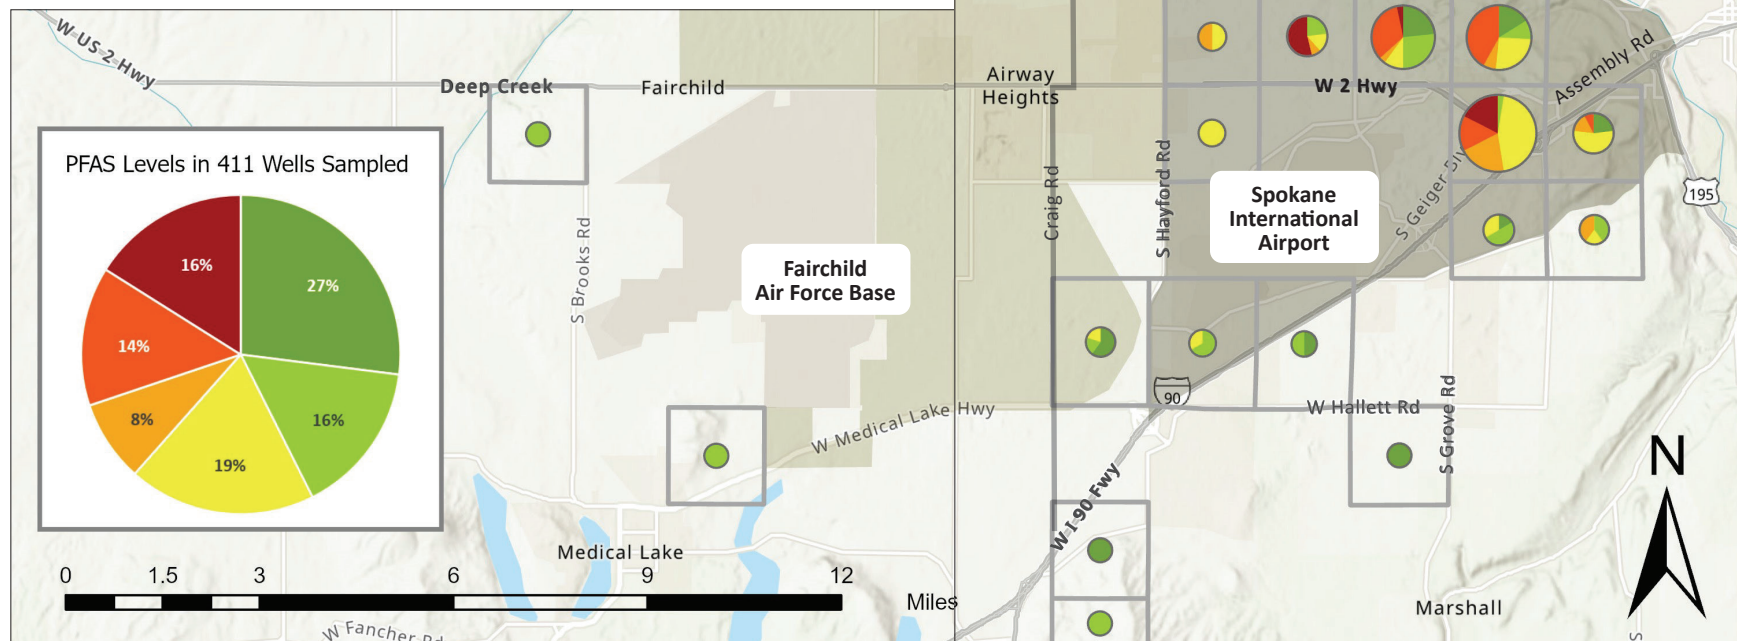 W US 2 Hwy
Deep Creek
Fairchild
Airway
Heights
W 2 Hwy
Assembly Rd
PFAS Levels in 411 Wells Sampled
16%
27%
14%
8%
16%
19%
S Brooks Rd
Fairchild
Air Force Base
Craig Rd
S Hayford Rd
Spokane
International
Airport
S Geiger
195
90
W Medical Lake Hwy
W Hallett Rd
S Grove Rd
W I 90 Fwy
N
Medical Lake
Marshall
0 1.5 3 6 9 12
Miles
W Fancher Rd
S